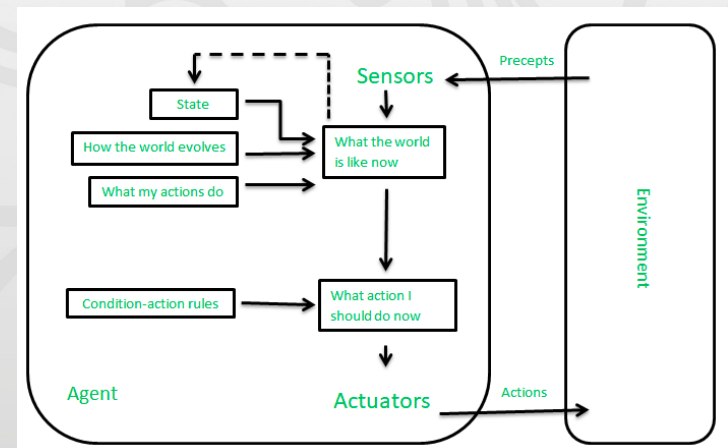 Precepts
Sensors
State
What the world
is like now
How the world evolves
What my actions do
Environment
What action I
should do now
Condition-action rules
Agent
Actuators
Actions